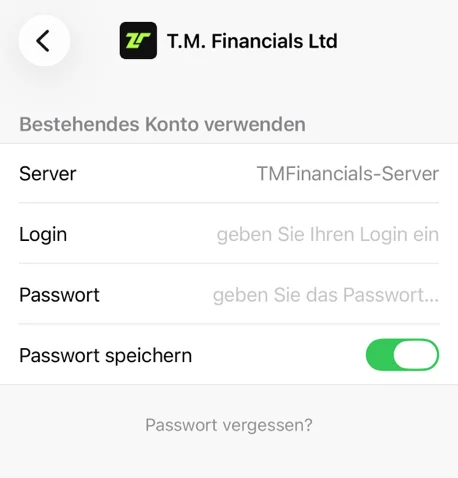 T.M. Financials Ltd
Bestehendes Konto verwenden
Server TMFinancials-Server
Login geben Sie Ihren Login ein
Passwort geben Sie das Passwort...
Passwort speichern
Passwort vergessen?